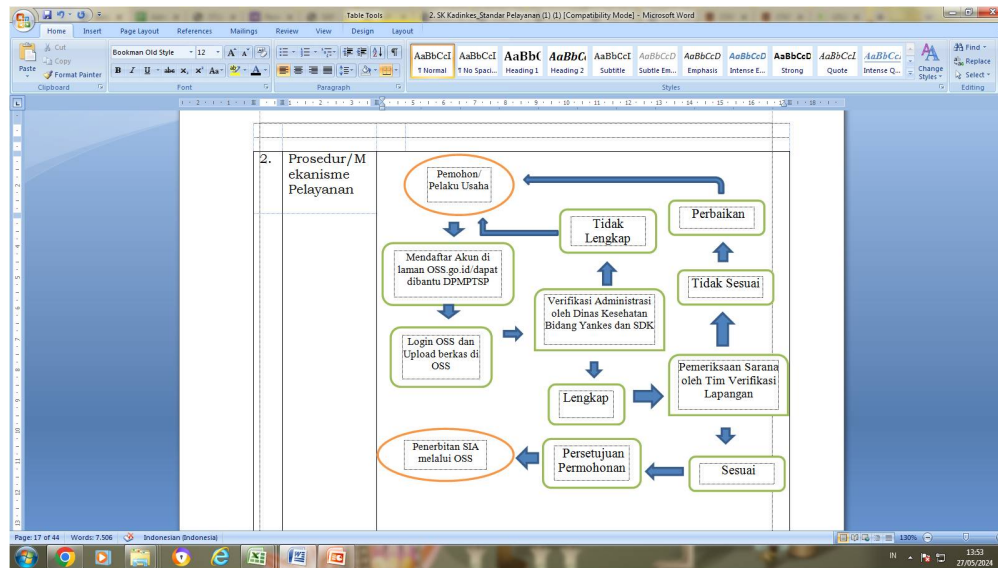 Table Tools
2. SK Kadinkes_Standar Pelayanan (1) (1) [Compatibility Mode] - Microsoft Word
Home Insert Page Layout References Mailings Review View Design Layout
Cut
Copy
Format Painter
Paste
Bookman Old Style 12
AaBbCcI AaBbCcI AaBb( AaBbC AaBbCcI AaBbCcD AaBbCcD AaBbCcD AaBbCcD AaBbCcI AaBbCc
¶ Normal ¶ No Spaci... Heading 1 Heading 2 Subtitle Subtle Em... Emphasis Intense E... Strong Quote Intense Q...
Change Styles
Find
Replace
Select
Clipboard Font Paragraph Styles Editing
2. Prosedur/M
ekanisme
Pelayanan
Pemohon/
Pelaku Usaha
Mendaftar Akun di
laman OSS.go.id/dapat
dibantu DPMPTSP
Login OSS dan
Upload berkas di
OSS
Tidak
Lengkap
Verifikasi Administrasi
oleh Dinas Kesehatan
Bidang Yankes dan SDK
Lengkap
Perbaikan
Tidak Sesuai
Pemeriksaan Sarana
oleh Tim Verifikasi
Lapangan
Sesuai
Persetujuan
Permohonan
Penerbitan SIA
melalui OSS
Page: 17 of 44 Words: 7.506 Indonesian (Indonesia) 130%
IN 13:53
27/05/2024